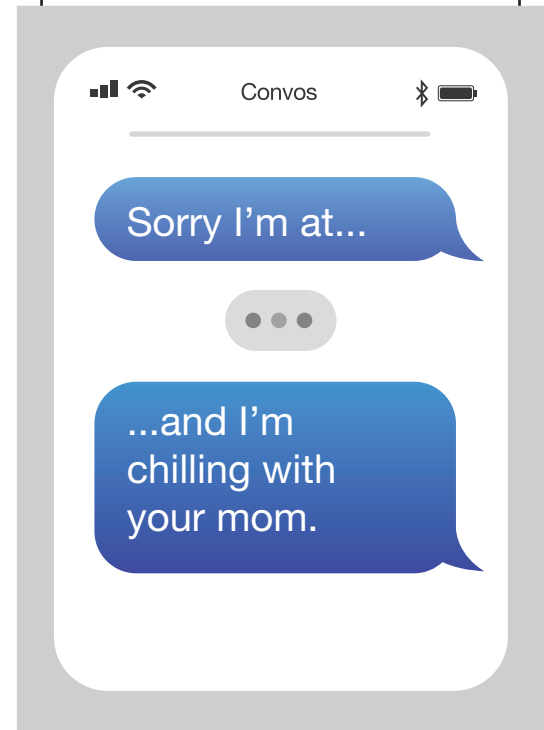 Convos
Sorry I’m at...
...and I’m
chilling with
your mom.